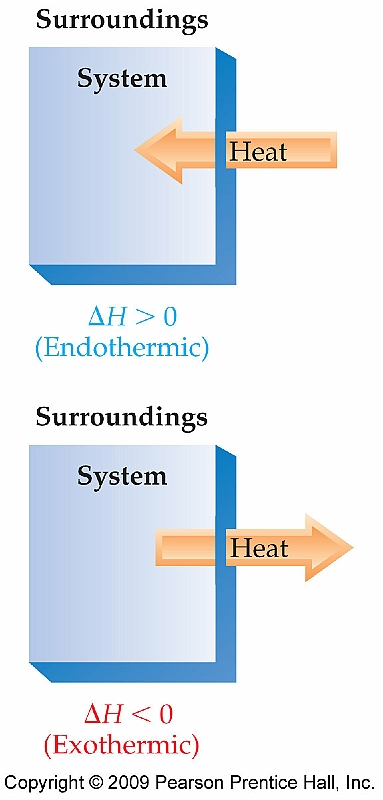 Surroundings
System
Heat
ΔH > 0
(Endothermic)
Surroundings
System
Heat
ΔH < 0
(Exothermic)
Copyright © 2009 Pearson Prentice Hall, Inc.